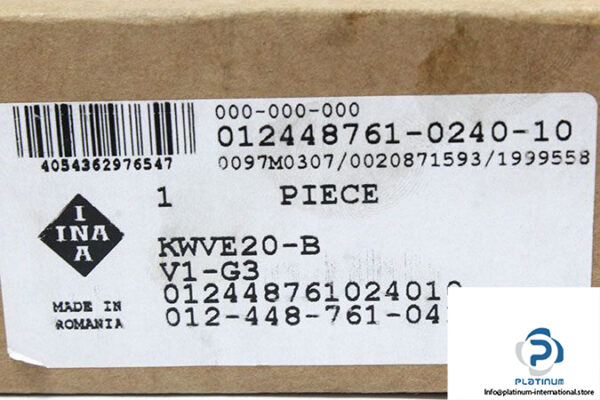 000-000-000
012448761-0240-10
4054362976547
0097M0307/0020871593/1999558
1 PIECE
I
INA
A
KWVE20-B
V1-G3
MADE IN
ROMANIA
PLATINUM
Info@platinum-international.store